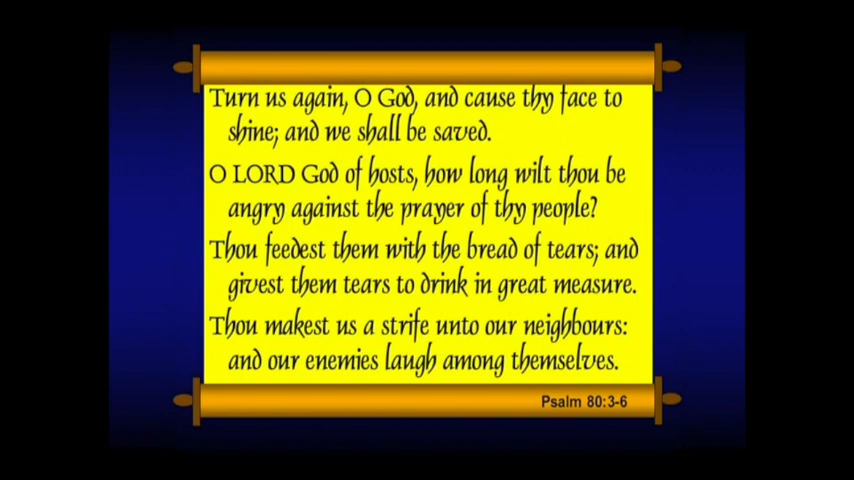 Turn us again, O God, and cause thy face to
shine; and we shall be saved.
O LORD God of hosts, how long wilt thou be
angry against the prayer of thy people?
Thou feedest them with the bread of tears; and
givest them tears to drink in great measure.
Thou makest us a strife unto our neighbours:
and our enemies laugh among themselves.
Psalm 80:3-6